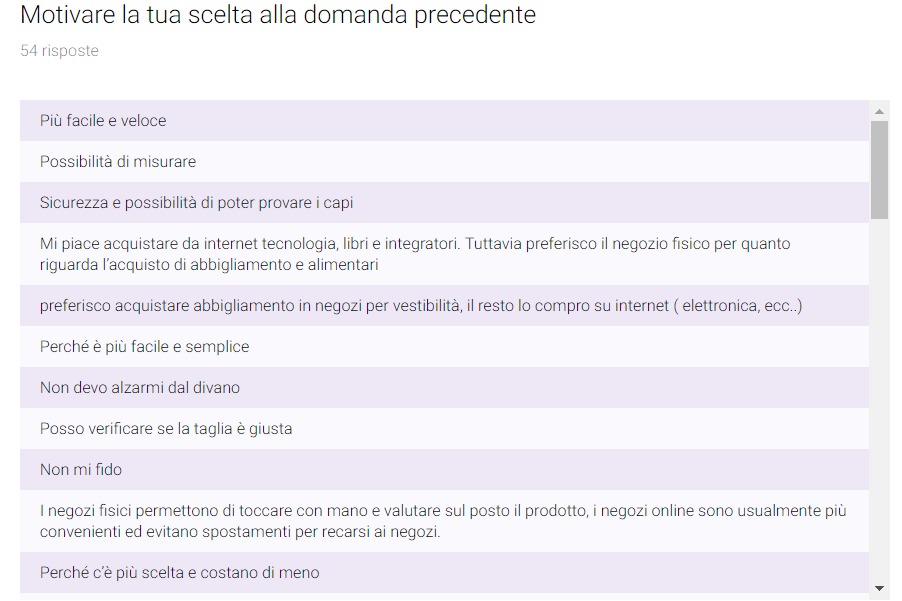 Motivare la tua scelta alla domanda precedente
54 risposte
Più facile e veloce
Possibilità di misurare
Sicurezza e possibilità di poter provare i capi
Mi piace acquistare da internet tecnologia, libri e integratori. Tuttavia preferisco il negozio fisico per quanto
riguarda l’acquisto di abbigliamento e alimentari
preferisco acquistare abbigliamento in negozi per vestibilità, il resto lo compro su internet ( elettronica, ecc..)
Perché è più facile e semplice
Non devo alzarmi dal divano
Posso verificare se la taglia è giusta
Non mi fido
I negozi fisici permettono di toccare con mano e valutare sul posto il prodotto, i negozi online sono usualmente più
convenienti ed evitano spostamenti per recarsi ai negozi.
Perché c’è più scelta e costano di meno